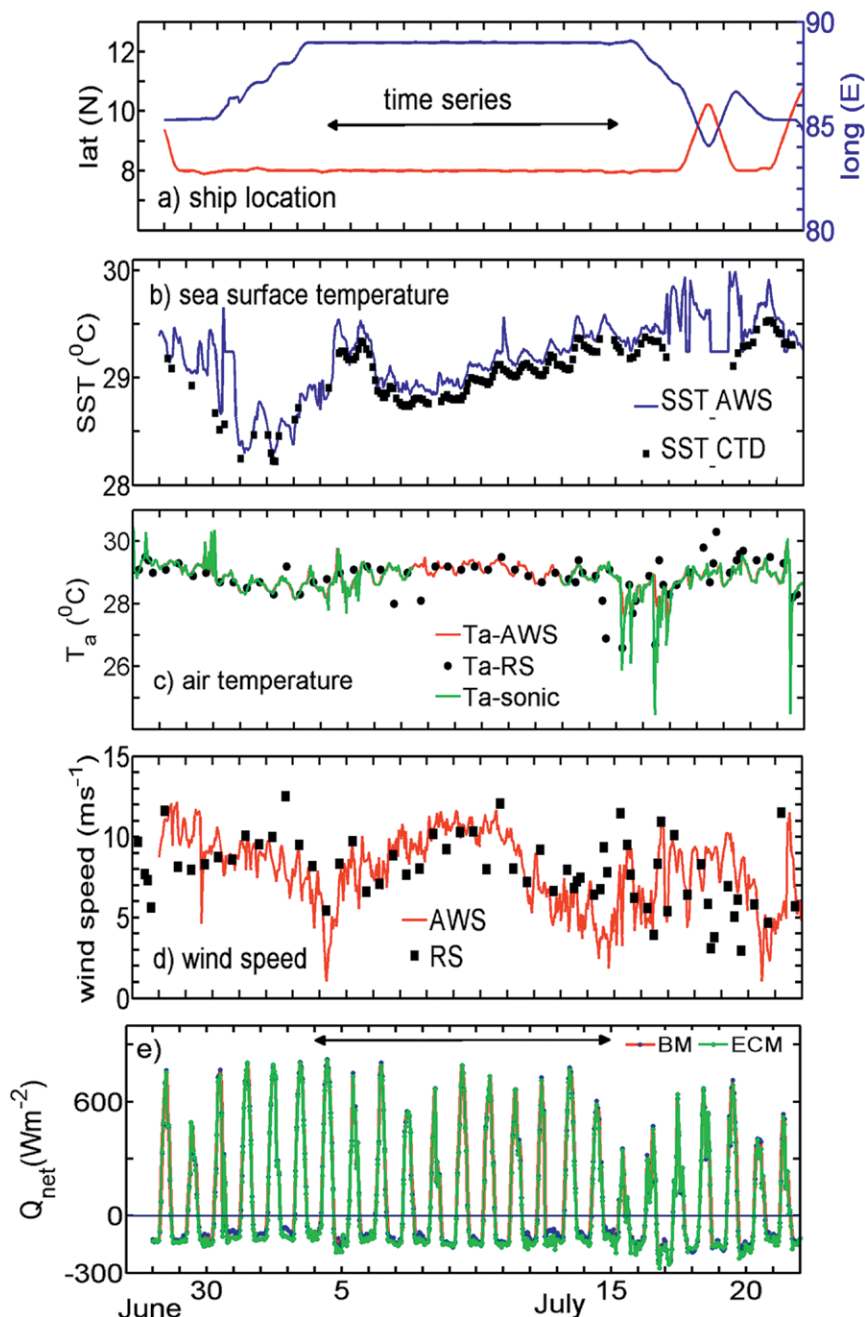 90
12
85
80
10
8
lat (N)
long (E)
time series
a) ship location
30
29
28
SST (⁰C)
b) sea surface temperature
SST_AWS
SST_CTD
30
28
26
Tₐ (⁰C)
Ta-AWS
Ta-RS
Ta-sonic
c) air temperature
15
10
5
0
wind speed (ms⁻¹)
AWS
RS
d) wind speed
e)
BM
ECM
600
0
-300
Qₙₑₜ(Wm⁻²)
30
5
15
20
June
July